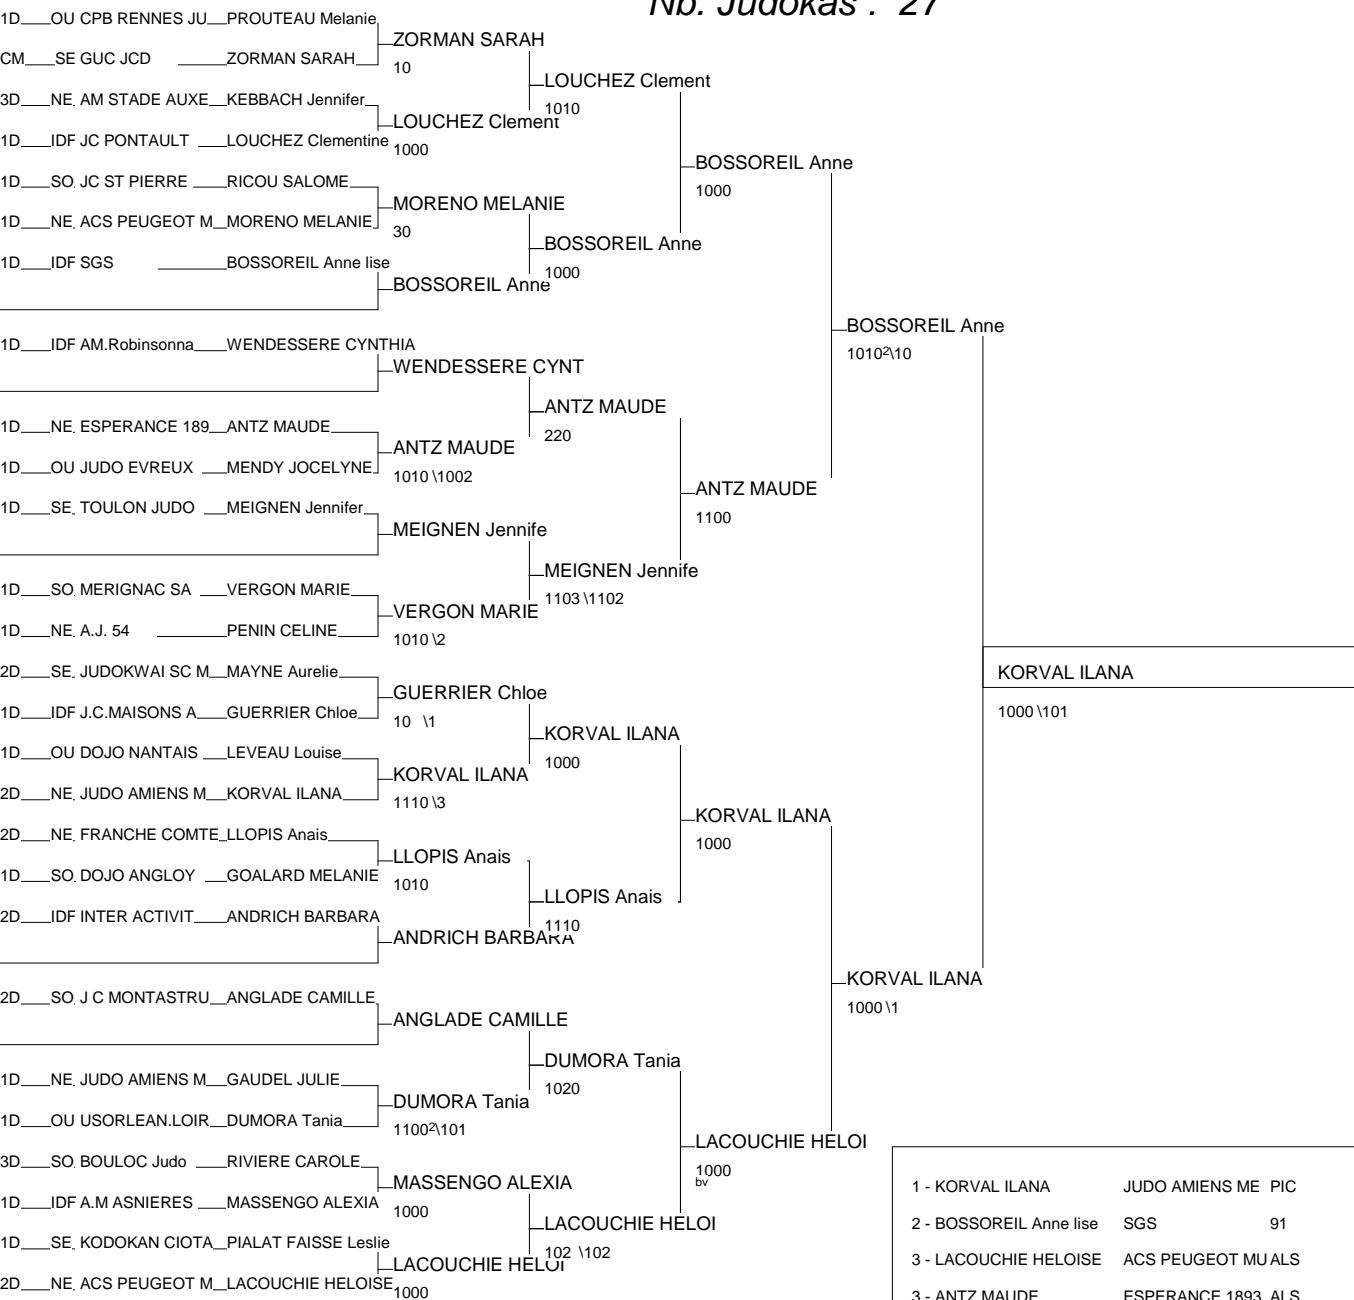 Nb. Judokas : 27
1D OU CPB RENNES JU PROUTEAU Melanie
ZORMAN SARAH
CM SE GUC JCD ZORMAN SARAH
10
LOUCHEZ Clement
3D NE AM STADE AUXE KEBBACH Jennifer
1010
LOUCHEZ Clement
1D IDF JC PONTAULT LOUCHEZ Clementine
1000
BOSSOREIL Anne
1D SO JC ST PIERRE RICOU SALOME
1000
MORENO MELANIE
1D NE ACS PEUGEOT M MORENO MELANIE
30
BOSSOREIL Anne
1D IDF SGS BOSSOREIL Anne lise
1000
BOSSOREIL Anne
BOSSOREIL Anne
1D IDF AM.Robinsonna WENDESSERE CYNTHIA
1010²\10
WENDESSERE CYNT
ANTZ MAUDE
1D NE ESPERANCE 189 ANTZ MAUDE
220
ANTZ MAUDE
1D OU JUDO EVREUX MENDY JOCELYNE
1010 \1002
ANTZ MAUDE
1D SE TOULON JUDO MEIGNEN Jennifer
1100
MEIGNEN Jennife
MEIGNEN Jennife
1D SO MERIGNAC SA VERGON MARIE
1103 \1102
VERGON MARIE
1D NE A.J. 54 PENIN CELINE
1010 \2
2D SE JUDOKWAI SC M MAYNE Aurelie
KORVAL ILANA
GUERRIER Chloe
1D IDF J.C.MAISONS A GUERRIER Chloe
1000 \101
10 \1
KORVAL ILANA
1D OU DOJO NANTAIS LEVEAU Louise
1000
KORVAL ILANA
2D NE JUDO AMIENS M KORVAL ILANA
1110 \3
KORVAL ILANA
2D NE FRANCHE COMTE LLOPIS Anais
1000
LLOPIS Anais
1D SO DOJO ANGLOY GOALARD MELANIE
1010
LLOPIS Anais
2D IDF INTER ACTIVIT ANDRICH BARBARA
1110
ANDRICH BARBARA
KORVAL ILANA
2D SO J C MONTASTRU ANGLADE CAMILLE
1000 \1
ANGLADE CAMILLE
DUMORA Tania
1D NE JUDO AMIENS M GAUDEL JULIE
1020
DUMORA Tania
1D OU USORLEAN.LOIR DUMORA Tania
1100²\101
LACOUCHIE HELOI
3D SO BOULOC Judo RIVIERE CAROLE
1000
bv
MASSENGO ALEXIA
1D IDF A.M ASNIERES MASSENGO ALEXIA
1000
LACOUCHIE HELOI
1D SE KODOKAN CIOTA PIALAT FAISSE Leslie
102 \102
LACOUCHIE HELOI
2D NE ACS PEUGEOT M LACOUCHIE HELOISE
1000
1 - KORVAL ILANA JUDO AMIENS ME PIC
2 - BOSSOREIL Anne lise SGS 91
3 - LACOUCHIE HELOISE ACS PEUGEOT MU ALS
3 - ANTZ MAUDE ESPERANCE 1893 ALS